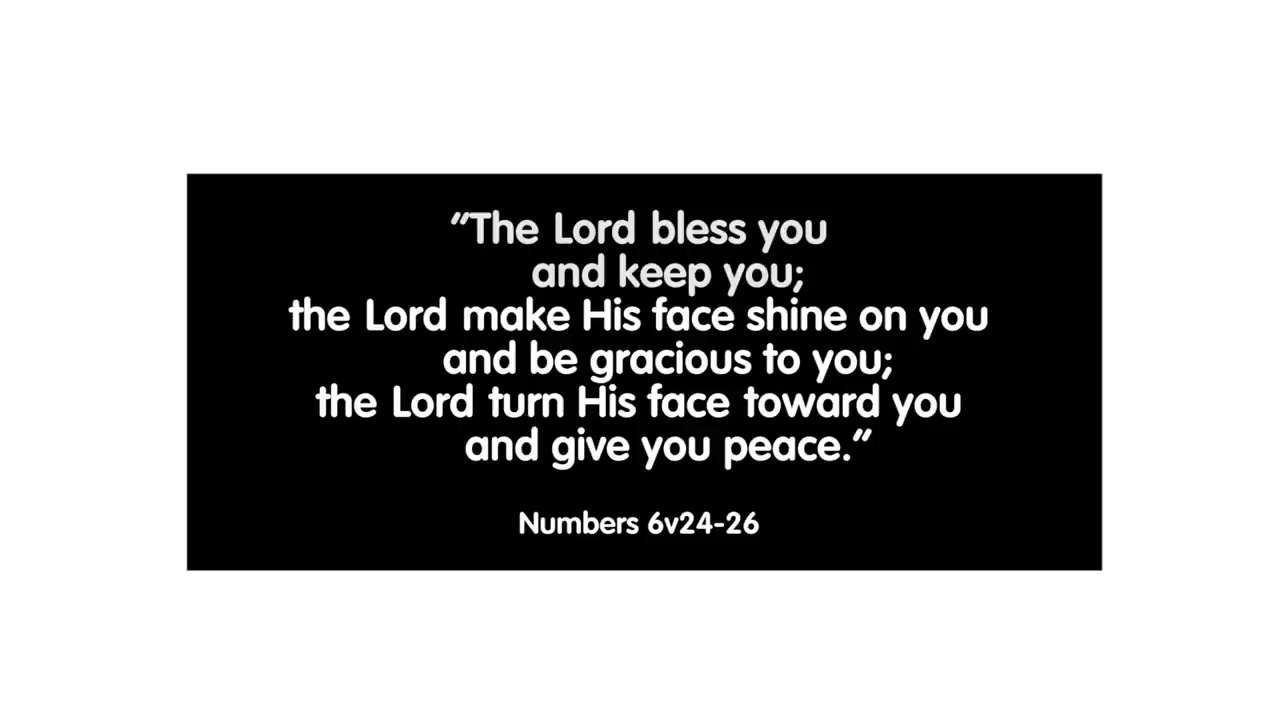 “The Lord bless you
and keep you;
the Lord make His face shine on you
and be gracious to you;
the Lord turn His face toward you
and give you peace.”
Numbers 6v24-26